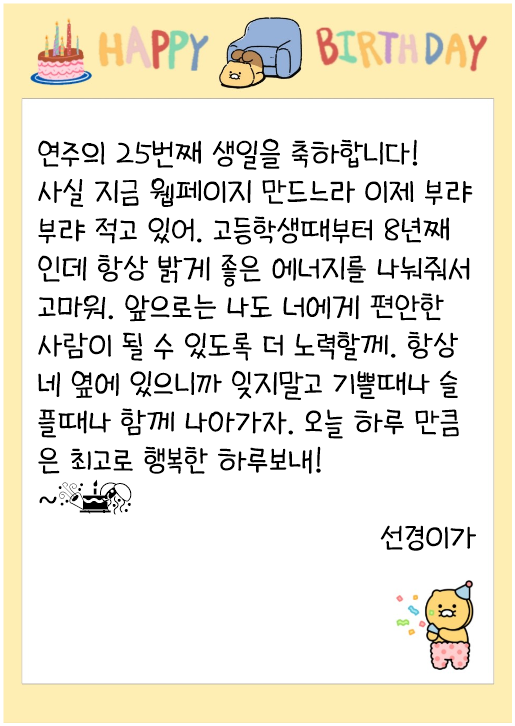 HAPPY BIRTHDAY
연주의 25번째 생일을 축하합니다!
사실 지금 웹페이지 만드느라 이제 부랴
부랴 적고 있어. 고등학생때부터 8년째
인데 항상 밝게 좋은 에너지를 나눠줘서
고마워. 앞으로는 나도 너에게 편안한
사람이 될 수 있도록 더 노력할께. 항상
네 옆에 있으니까 잊지말고 기쁠때나 슬
플때나 함께 나아가자. 오늘 하루 만큼
은 최고로 행복한 하루보내!
~
선경이가